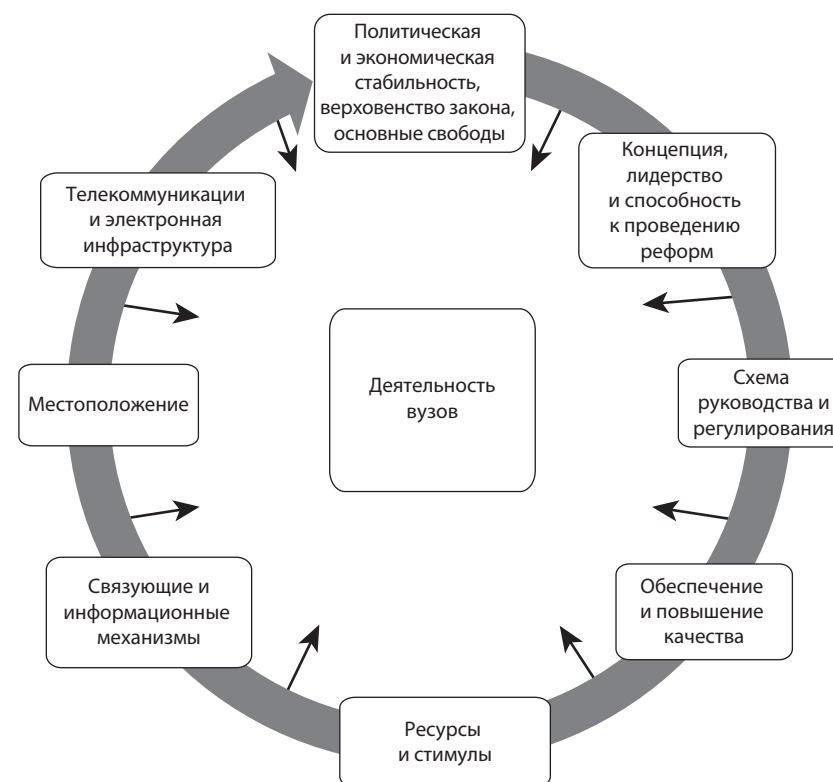 Политическая
и экономическая
стабильность,
верховенство закона,
основные свободы
Концепция,
лидерство
и способность
к проведению
реформ
Схема
руководства и
регулирования
Обеспечение
и повышение
качества
Ресурсы
и стимулы
Связующие и
информационные
механизмы
Местоположение
Телекоммуникации
и электронная
инфраструктура
Деятельность
вузов